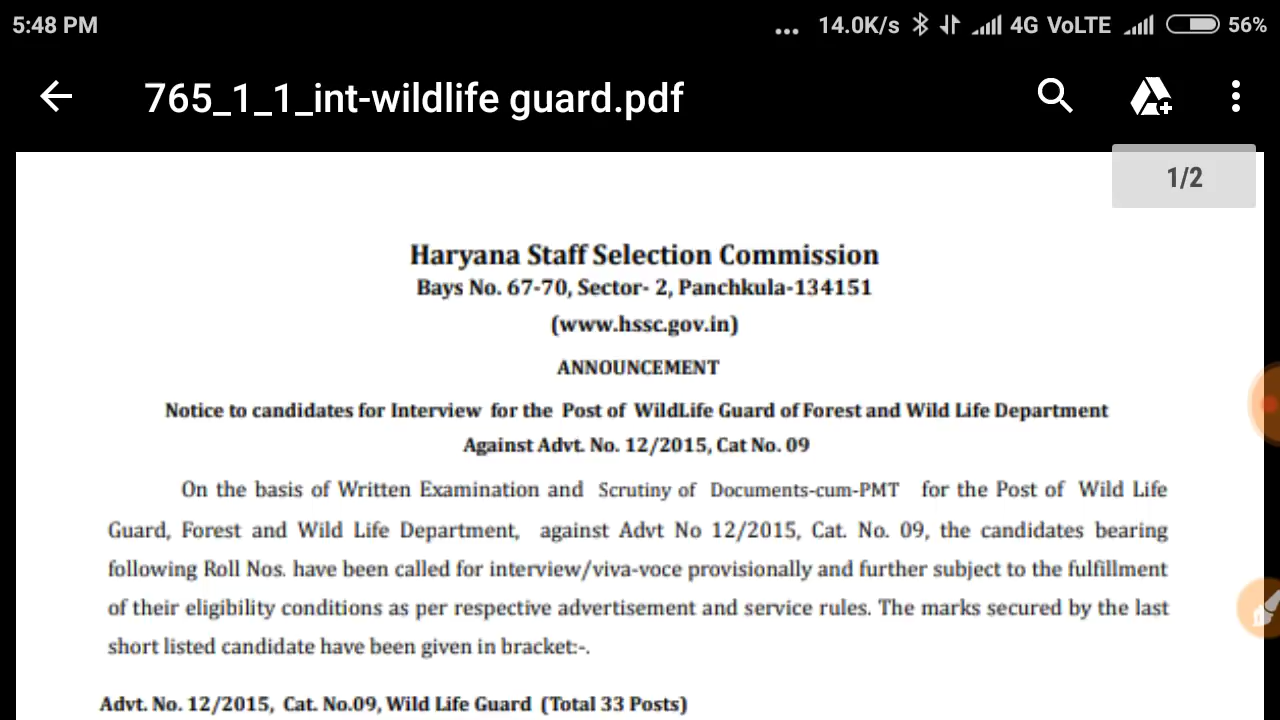 5:48 PM
... 14.0K/s 4G VoLTE 56%
765_1_1_int-wildlife guard.pdf
1/2
Haryana Staff Selection Commission
Bays No. 67-70, Sector- 2, Panchkula-134151
(www.hssc.gov.in)
ANNOUNCEMENT
Notice to candidates for Interview for the Post of WildLife Guard of Forest and Wild Life Department
Against Advt. No. 12/2015, Cat No. 09
On the basis of Written Examination and Scrutiny of Documents-cum-PMT for the Post of Wild Life
Guard, Forest and Wild Life Department, against Advt No 12/2015, Cat. No. 09, the candidates bearing
following Roll Nos. have been called for interview/viva-voce provisionally and further subject to the fulfillment
of their eligibility conditions as per respective advertisement and service rules. The marks secured by the last
short listed candidate have been given in bracket:-.
Advt. No. 12/2015, Cat. No.09, Wild Life Guard (Total 33 Posts)